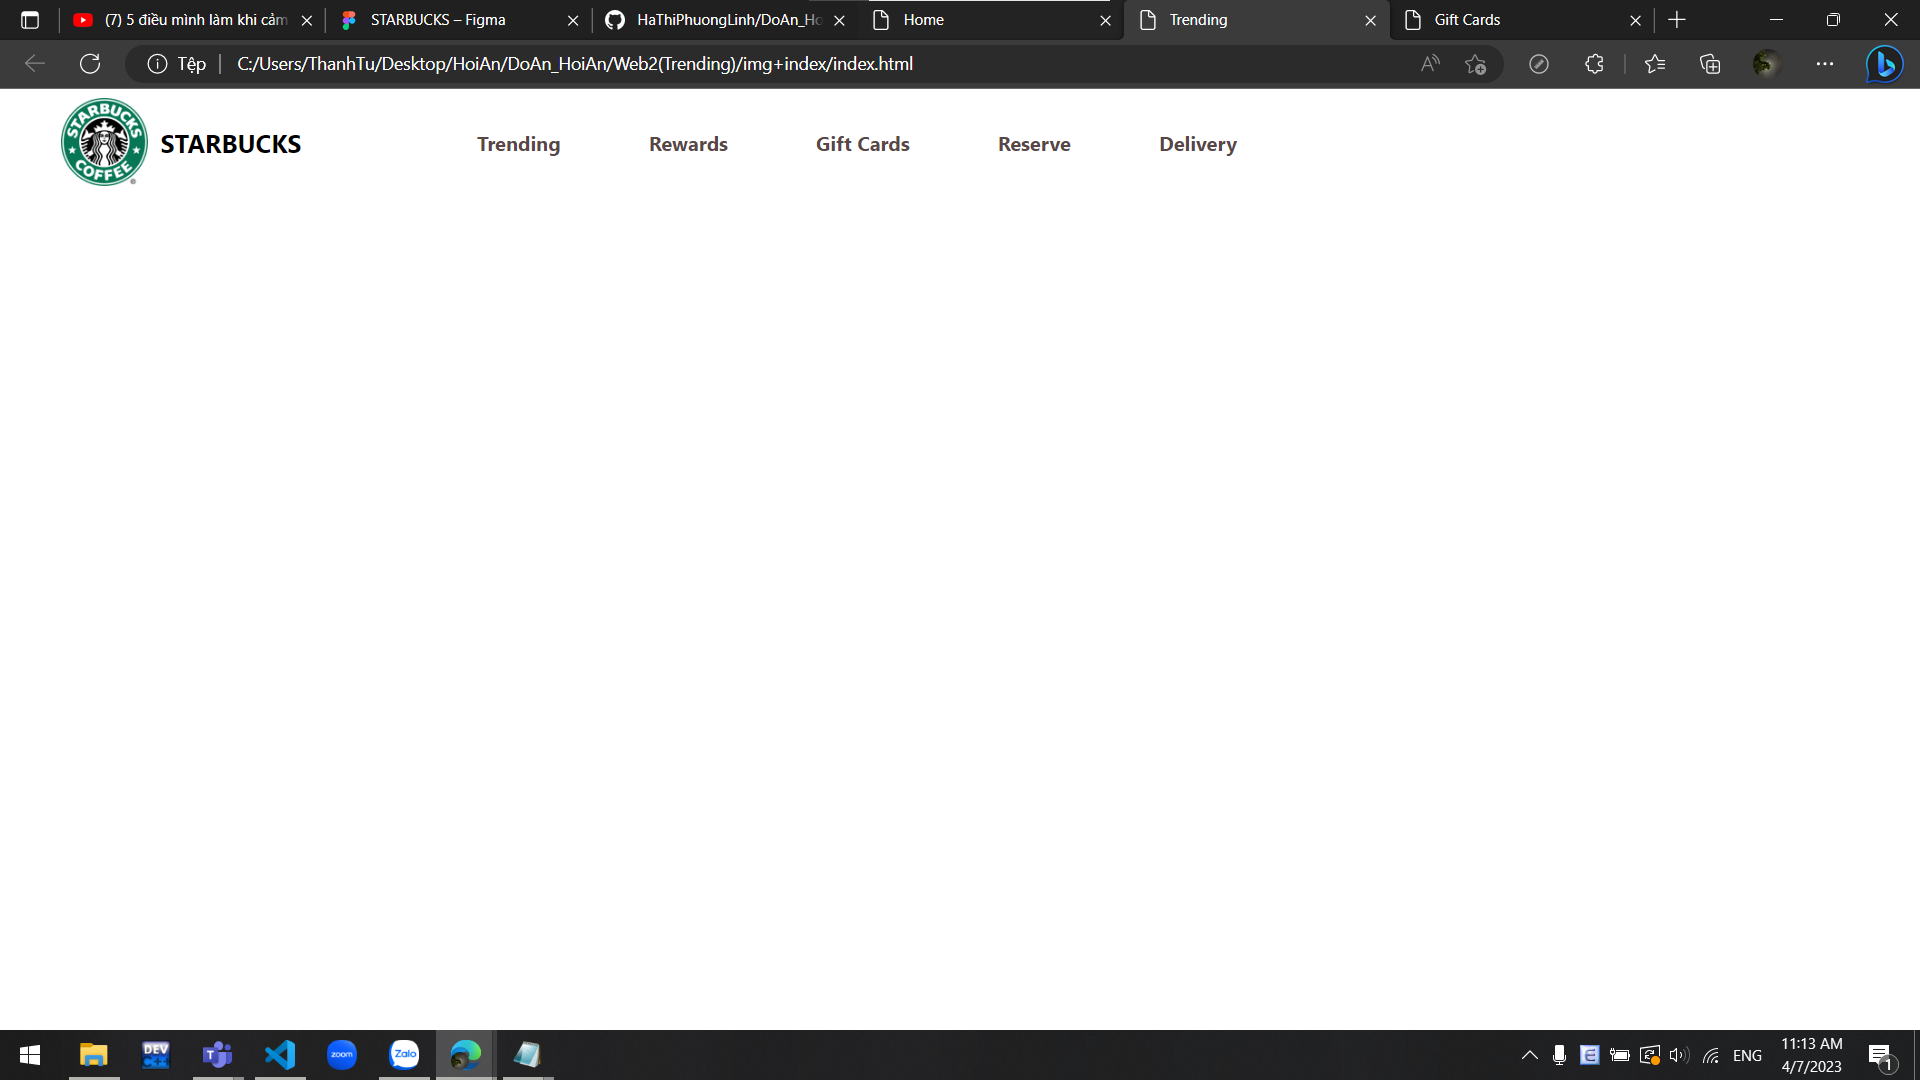 (7) 5 điều mình làm khi cảm
STARBUCKS – Figma
HaThiPhuongLinh/DoAn_Ho
Home
Trending
Gift Cards
Tệp
C:/Users/ThanhTu/Desktop/HoiAn/DoAn_HoiAn/Web2(Trending)/img+index/index.html
STARBUCKS
COFFEE
STARBUCKS
Trending
Rewards
Gift Cards
Reserve
Delivery
DEV
C++
T
zoom
Zalo
E
ENG
11:13 AM
4/7/2023
1